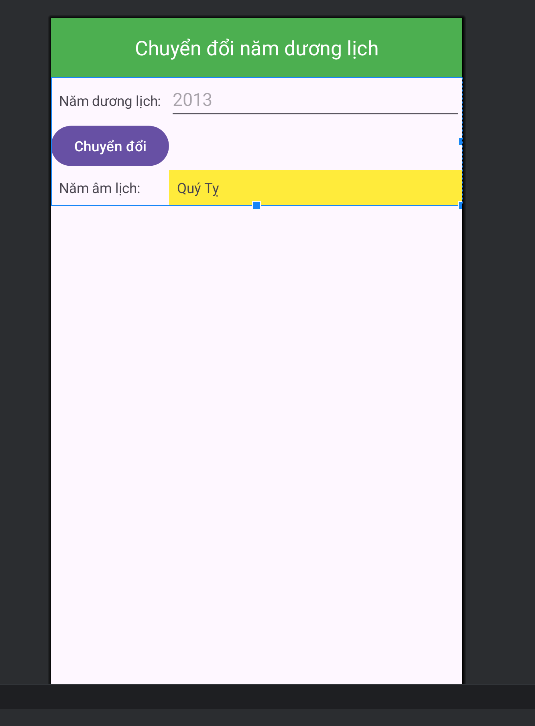 Chuyển đổi năm dương lịch
Năm dương lịch: 2013
Chuyển đổi
Năm âm lịch: Quý Tỵ